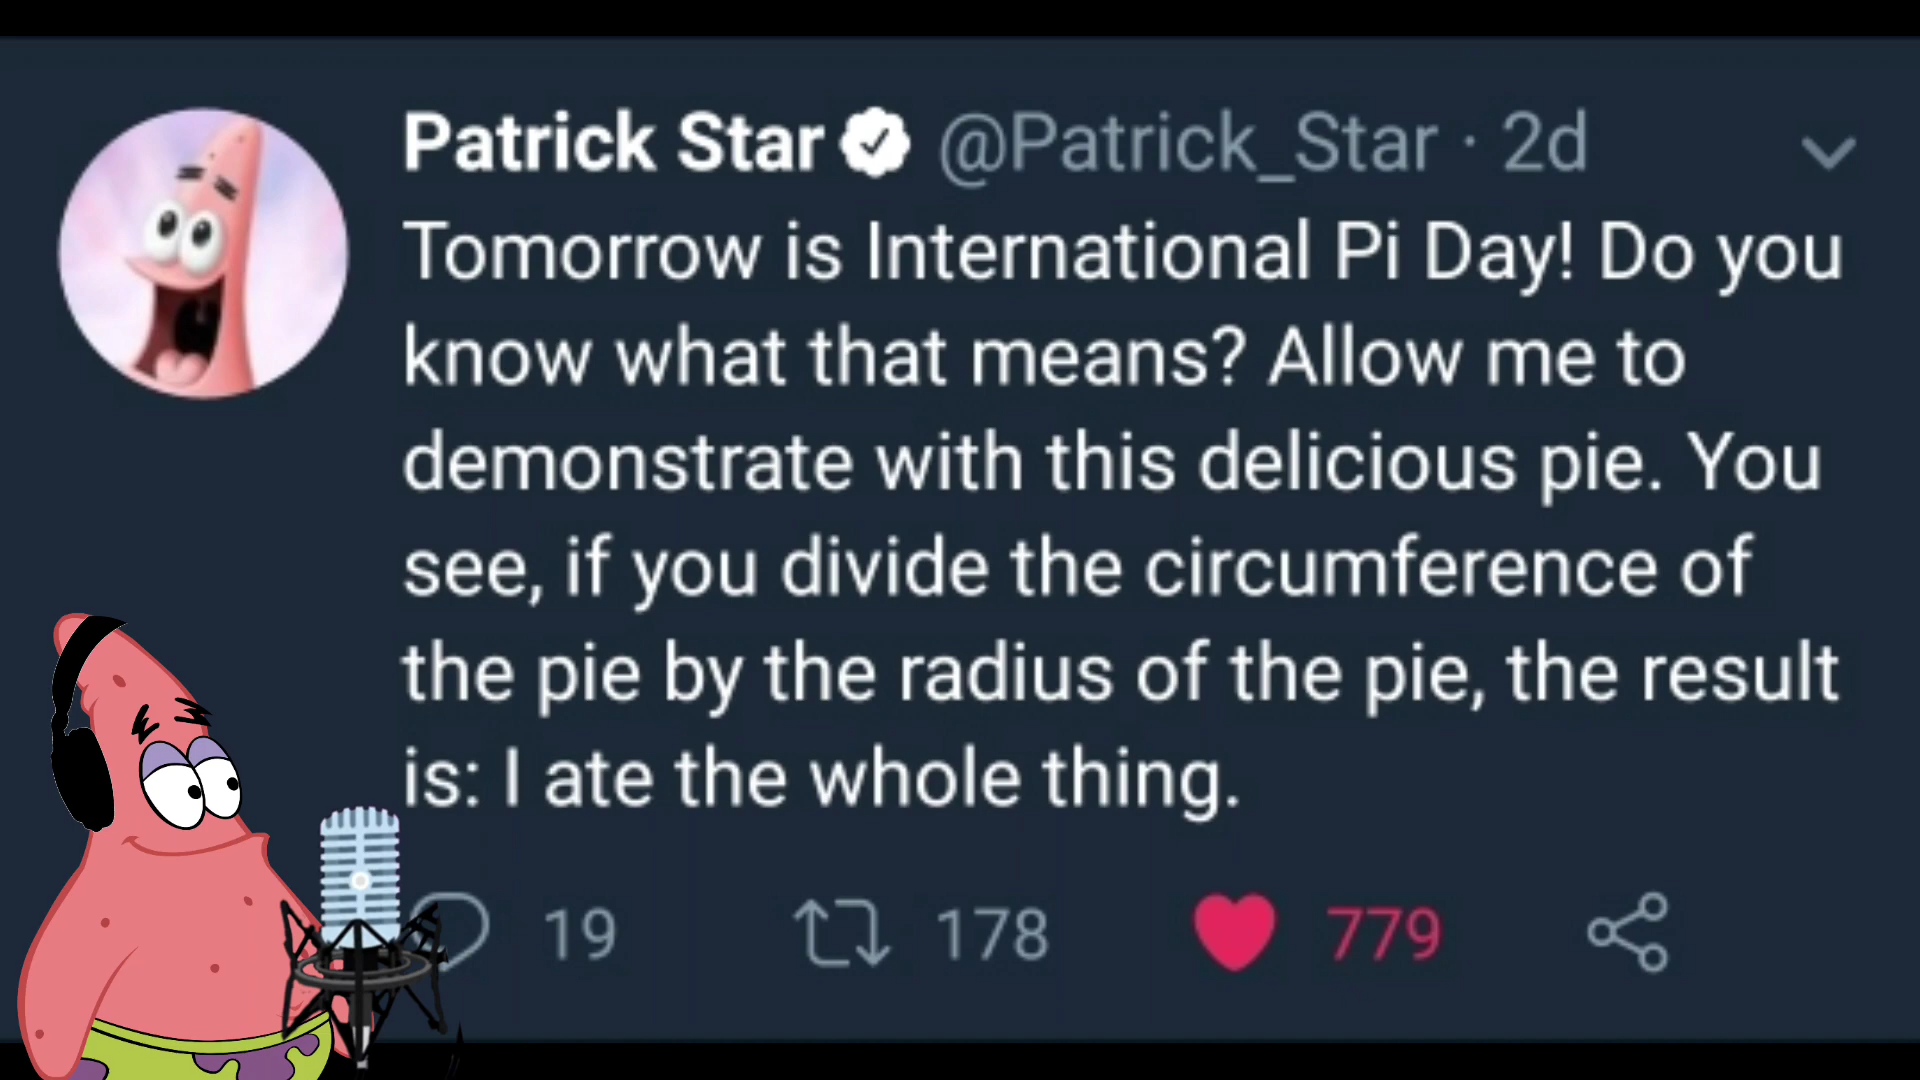 Patrick Star @Patrick_Star · 2d
Tomorrow is International Pi Day! Do you
know what that means? Allow me to
demonstrate with this delicious pie. You
see, if you divide the circumference of
the pie by the radius of the pie, the result
is: I ate the whole thing.
19 178 779